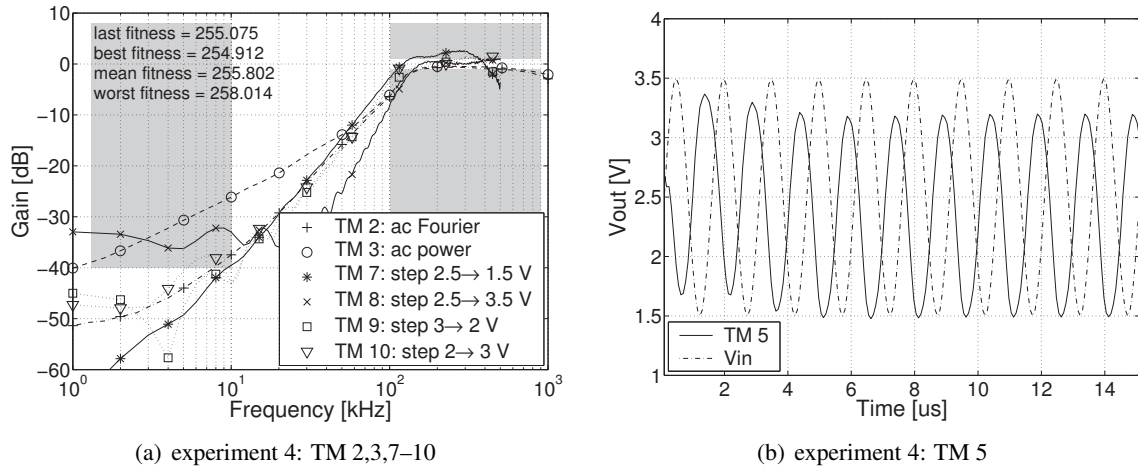 last fitness = 255.075
best fitness = 254.912
mean fitness = 255.802
worst fitness = 258.014
10
0
−10
−20
−30
−40
−50
−60
Gain [dB]
TM 2: ac Fourier
TM 3: ac power
TM 7: step 2.5→ 1.5 V
TM 8: step 2.5→ 3.5 V
TM 9: step 3→ 2 V
TM 10: step 2→ 3 V
10^0 10^1 10^2 10^3
Frequency [kHz]
(a) experiment 4: TM 2,3,7–10
4
3.5
3
2.5
2
1.5
1
Vout [V]
TM 5
Vin
2 4 6 8 10 12 14
Time [us]
(b) experiment 4: TM 5